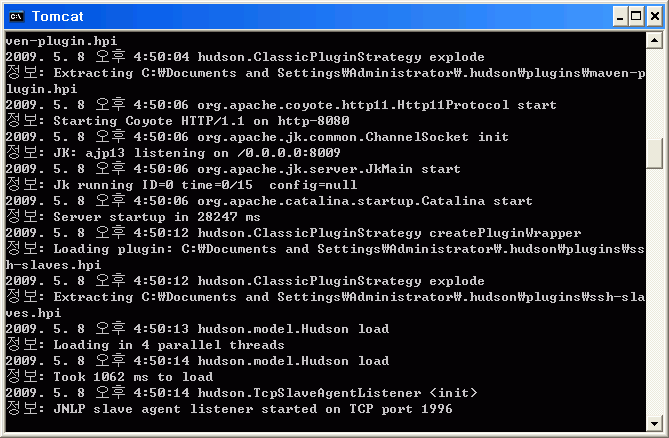 Tomcat
ven-plugin.hpi
2009. 5. 8 오후 4:50:04 hudson.ClassicPluginStrategy explode
정보: Extracting C:₩Documents and Settings₩Administrator₩.hudson₩plugins₩maven-p
lugin.hpi
2009. 5. 8 오후 4:50:06 org.apache.coyote.http11.Http11Protocol start
정보: Starting Coyote HTTP/1.1 on http-8080
2009. 5. 8 오후 4:50:06 org.apache.jk.common.ChannelSocket init
정보: JK: ajp13 listening on /0.0.0.0:8009
2009. 5. 8 오후 4:50:06 org.apache.jk.server.JkMain start
정보: Jk running ID=0 time=0/15  config=null
2009. 5. 8 오후 4:50:06 org.apache.catalina.startup.Catalina start
정보: Server startup in 28247 ms
2009. 5. 8 오후 4:50:12 hudson.ClassicPluginStrategy createPluginWrapper
정보: Loading plugin: C:₩Documents and Settings₩Administrator₩.hudson₩plugins₩ss
h-slaves.hpi
2009. 5. 8 오후 4:50:12 hudson.ClassicPluginStrategy explode
정보: Extracting C:₩Documents and Settings₩Administrator₩.hudson₩plugins₩ssh-sla
ves.hpi
2009. 5. 8 오후 4:50:13 hudson.model.Hudson load
정보: Loading in 4 parallel threads
2009. 5. 8 오후 4:50:14 hudson.model.Hudson load
정보: Took 1062 ms to load
2009. 5. 8 오후 4:50:14 hudson.TcpSlaveAgentListener <init>
정보: JNLP slave agent listener started on TCP port 1996